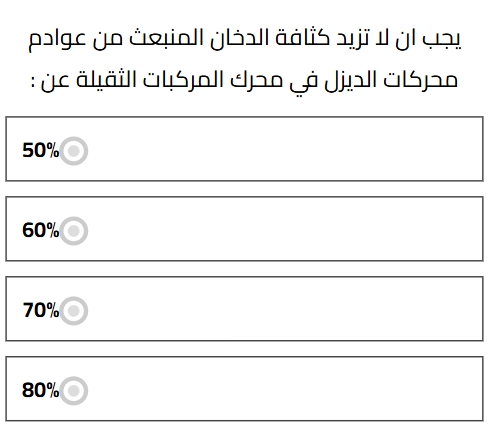 يجب ان لا تزيد كثافة الدخان المنبعث من عوادم
محركات الديزل في محرك المركبات الثقيلة عن :
50%
60%
70%
80%